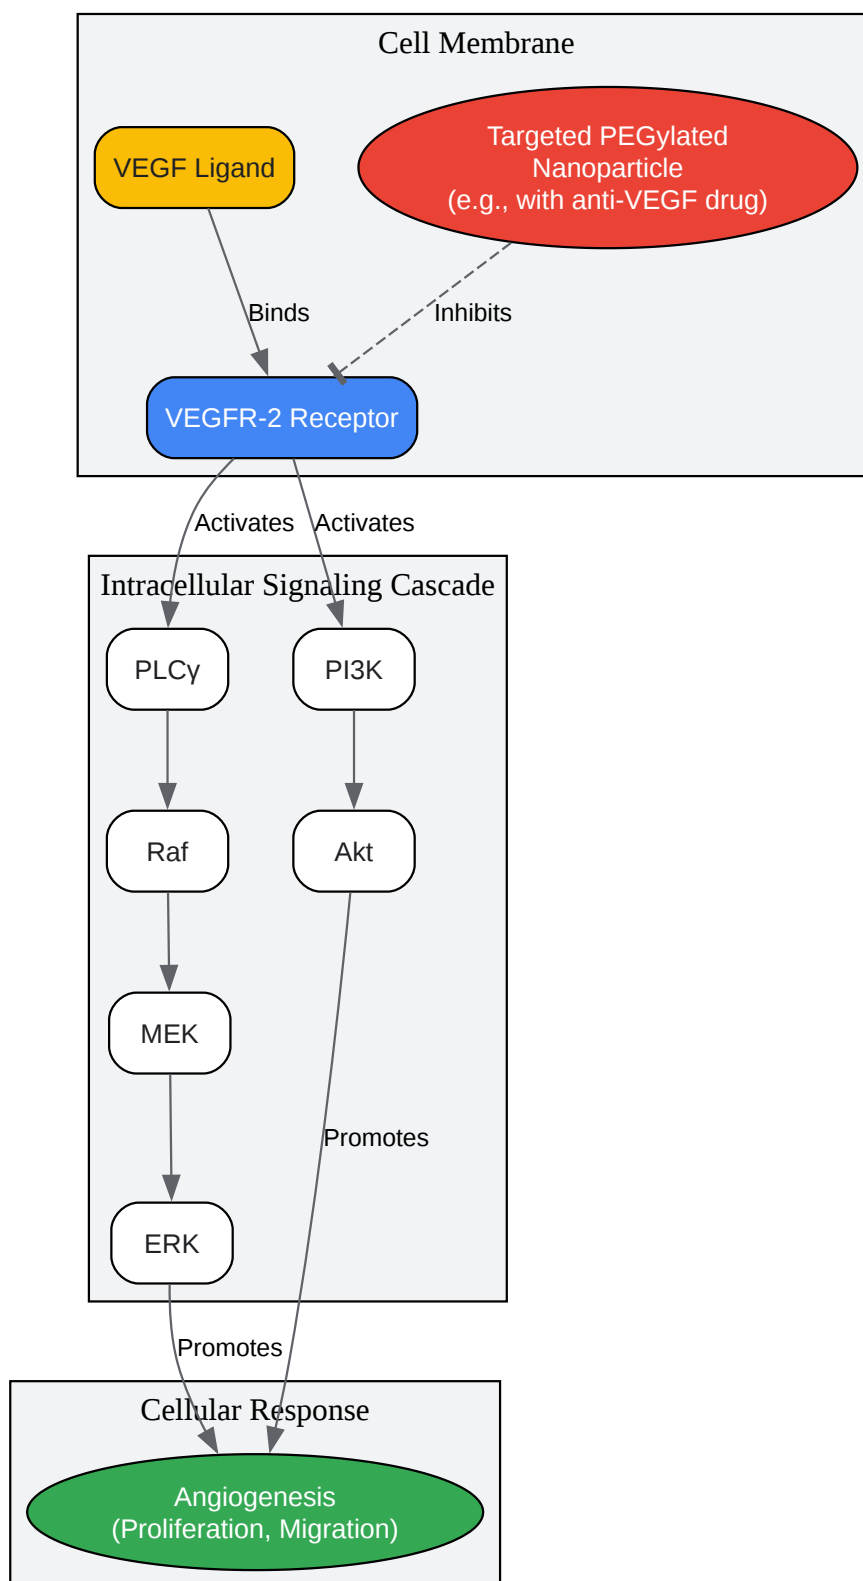 Cell Membrane
VEGF Ligand
Targeted PEGylated
Nanoparticle
(e.g., with anti-VEGF drug)
Binds
Inhibits
VEGFR-2 Receptor
Activates
Activates
Intracellular Signaling Cascade
PLCγ
PI3K
Raf
Akt
MEK
Promotes
ERK
Promotes
Cellular Response
Angiogenesis
(Proliferation, Migration)